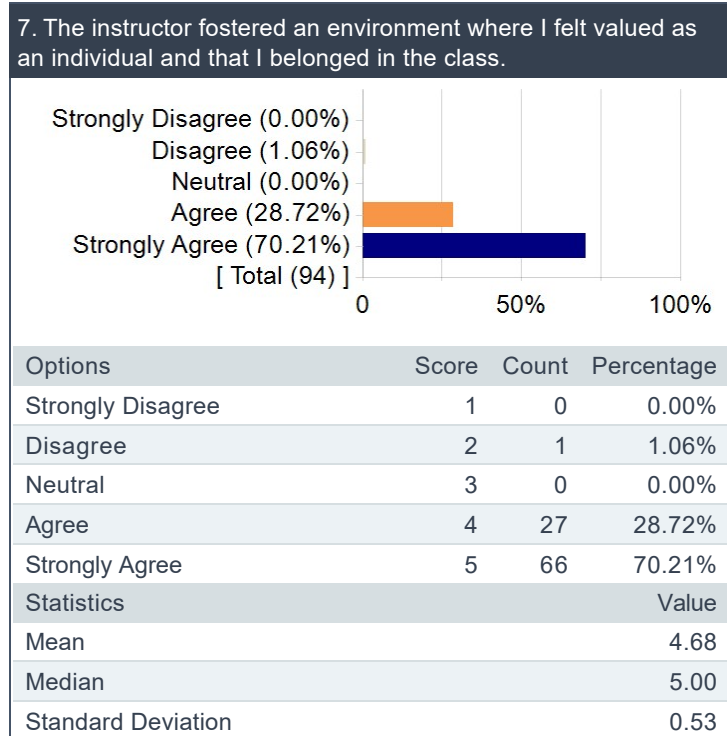 7. The instructor fostered an environment where I felt valued as
an individual and that I belonged in the class.
Strongly Disagree (0.00%)
Disagree (1.06%)
Neutral (0.00%)
Agree (28.72%)
Strongly Agree (70.21%)
[ Total (94) ]
0 50% 100%
Options Score Count Percentage
Strongly Disagree 1 0 0.00%
Disagree 2 1 1.06%
Neutral 3 0 0.00%
Agree 4 27 28.72%
Strongly Agree 5 66 70.21%
Statistics Value
Mean 4.68
Median 5.00
Standard Deviation 0.53